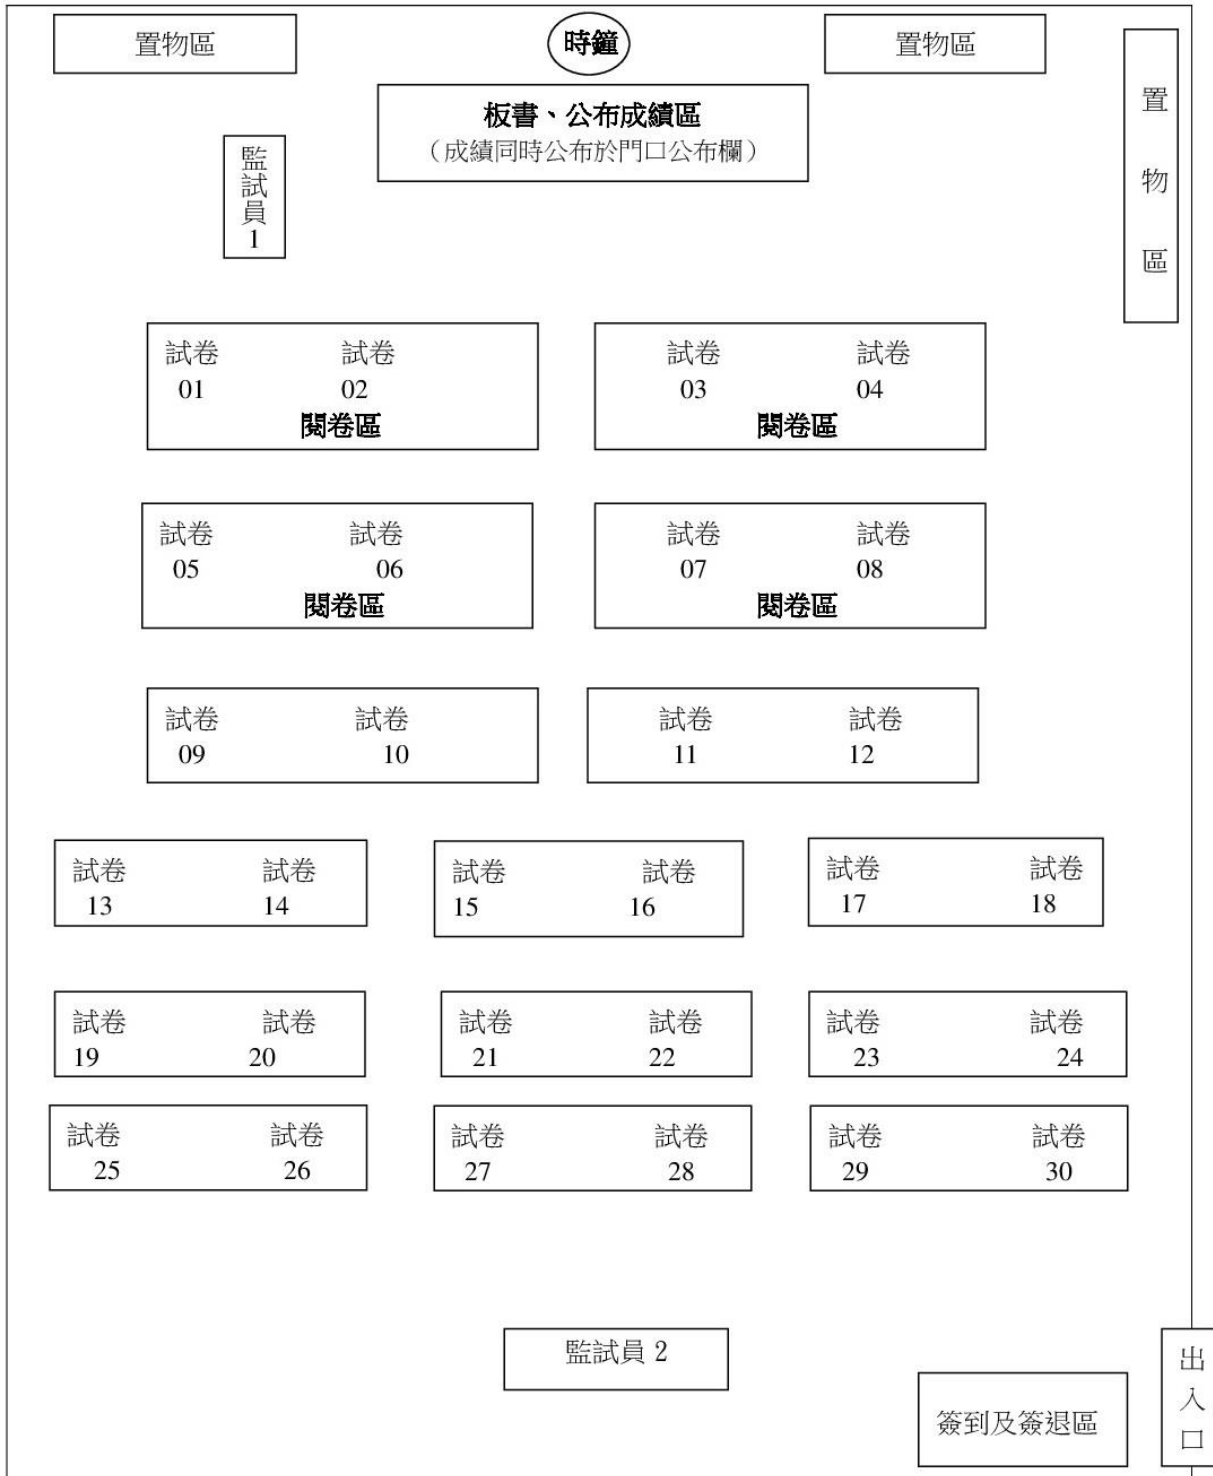 置物區
時鐘
置物區
置物區
板書、公布成績區
（成績同時公布於門口公布欄）
監試員1
試卷 試卷
01 02
閱卷區
試卷 試卷
03 04
閱卷區
試卷 試卷
05 06
閱卷區
試卷 試卷
07 08
閱卷區
試卷 試卷
09 10
試卷 試卷
11 12
試卷 試卷
13 14
試卷 試卷
15 16
試卷 試卷
17 18
試卷 試卷
19 20
試卷 試卷
21 22
試卷 試卷
23 24
試卷 試卷
25 26
試卷 試卷
27 28
試卷 試卷
29 30
監試員 2
簽到及簽退區
出入口